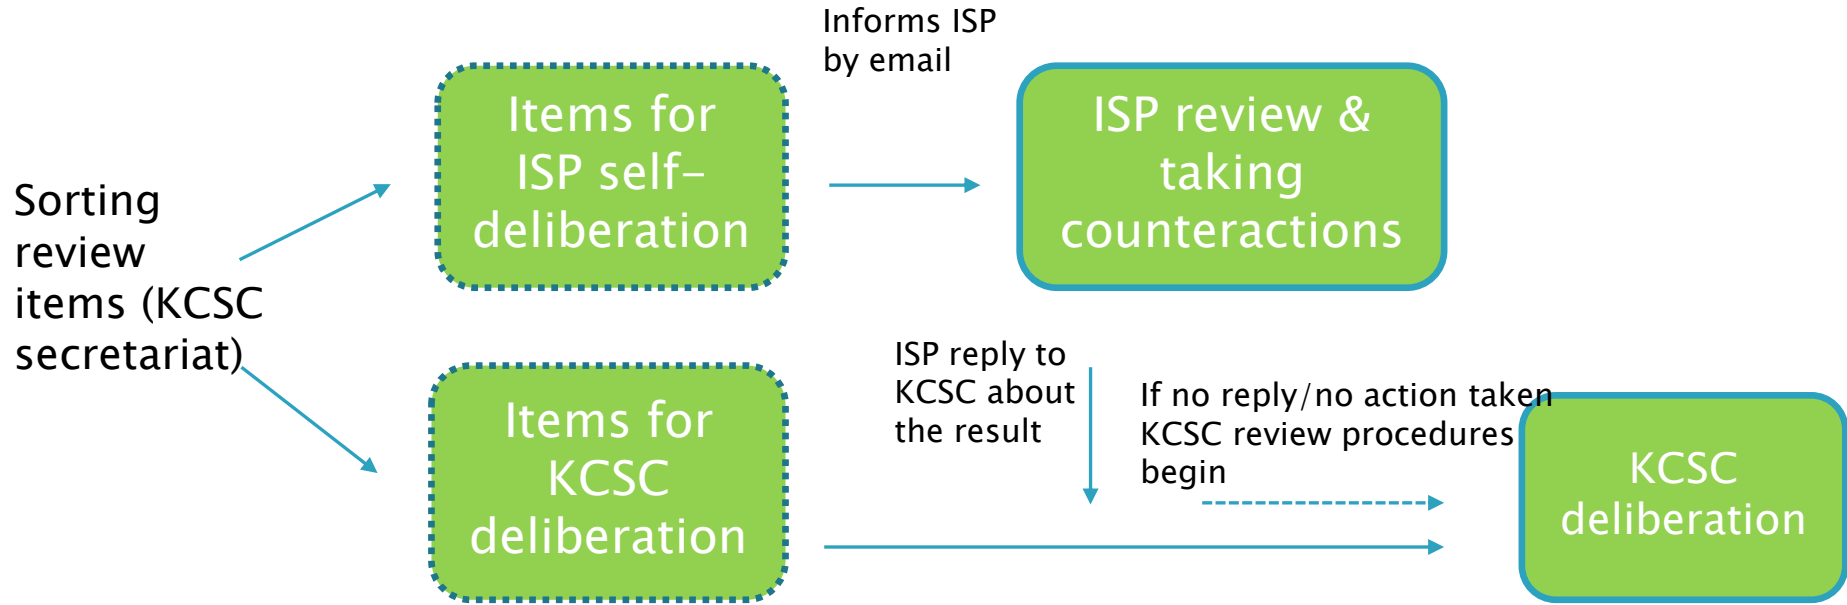 Sorting
review
items (KCSC
secretariat)
Items for
ISP self-
deliberation
Informs ISP
by email
ISP review &
taking
counteractions
Items for
KCSC
deliberation
ISP reply to
KCSC about
the result
If no reply/no action taken
KCSC review procedures
begin
KCSC
deliberation